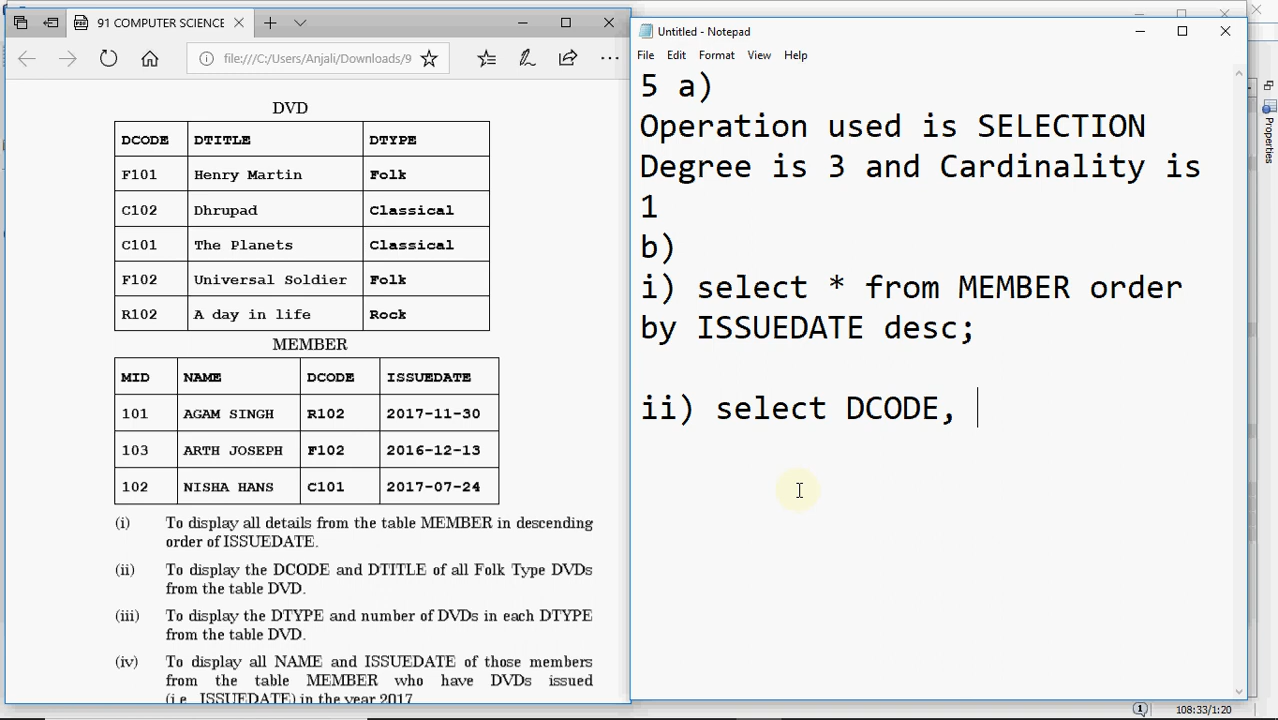 91 COMPUTER SCIENCE
file:///C:/Users/Anjali/Downloads/9
DVD
DCODE DTITLE DTYPE
F101 Henry Martin Folk
C102 Dhrupad Classical
C101 The Planets Classical
F102 Universal Soldier Folk
R102 A day in life Rock
MEMBER
MID NAME DCODE ISSUEDATE
101 AGAM SINGH R102 2017-11-30
103 ARTH JOSEPH F102 2016-12-13
102 NISHA HANS C101 2017-07-24
(i) To display all details from the table MEMBER in descending
order of ISSUEDATE.
(ii) To display the DCODE and DTITLE of all Folk Type DVDs
from the table DVD.
(iii) To display the DTYPE and number of DVDs in each DTYPE
from the table DVD.
(iv) To display all NAME and ISSUEDATE of those members
from the table MEMBER who have DVDs issued
(i.e., ISSUEDATE) in the year 2017
Untitled - Notepad
File Edit Format View Help
5 a)
Operation used is SELECTION
Degree is 3 and Cardinality is
1
b)
i) select * from MEMBER order
by ISSUEDATE desc;
ii) select DCODE,
Properties
108:33/1:20